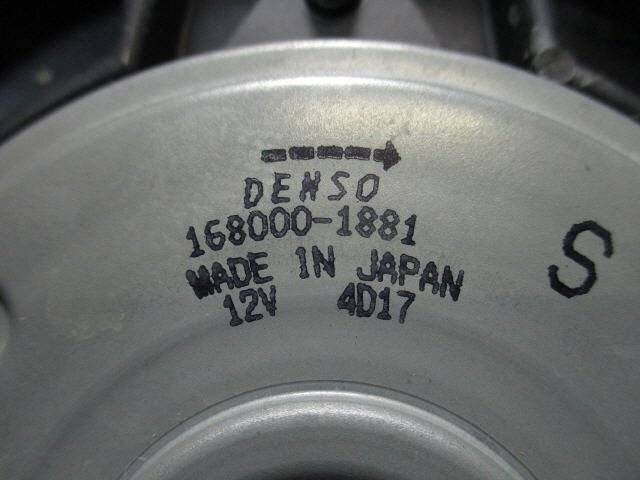 DENSO
168000-1881
MADE IN JAPAN
12V 4D17
S